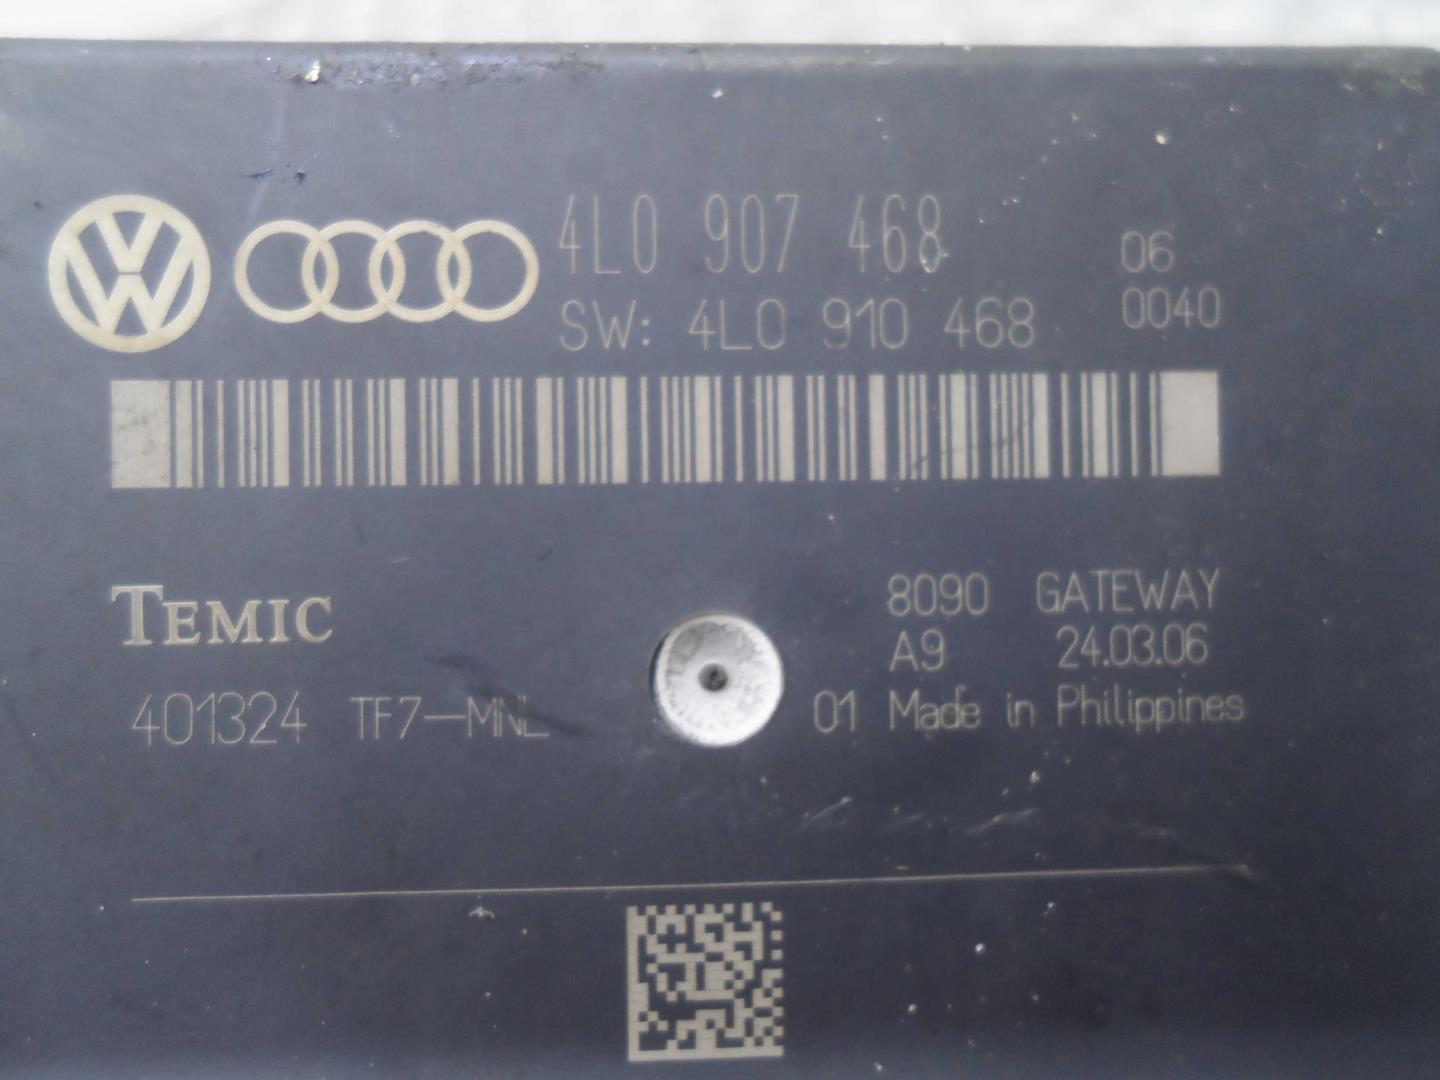 4L0 907 468 06
SW: 4L0 910 468 0040
TEMIC
8090 GATEWAY
A9 24.03.06
401324 TF7-MNL 01 Made in Philippines